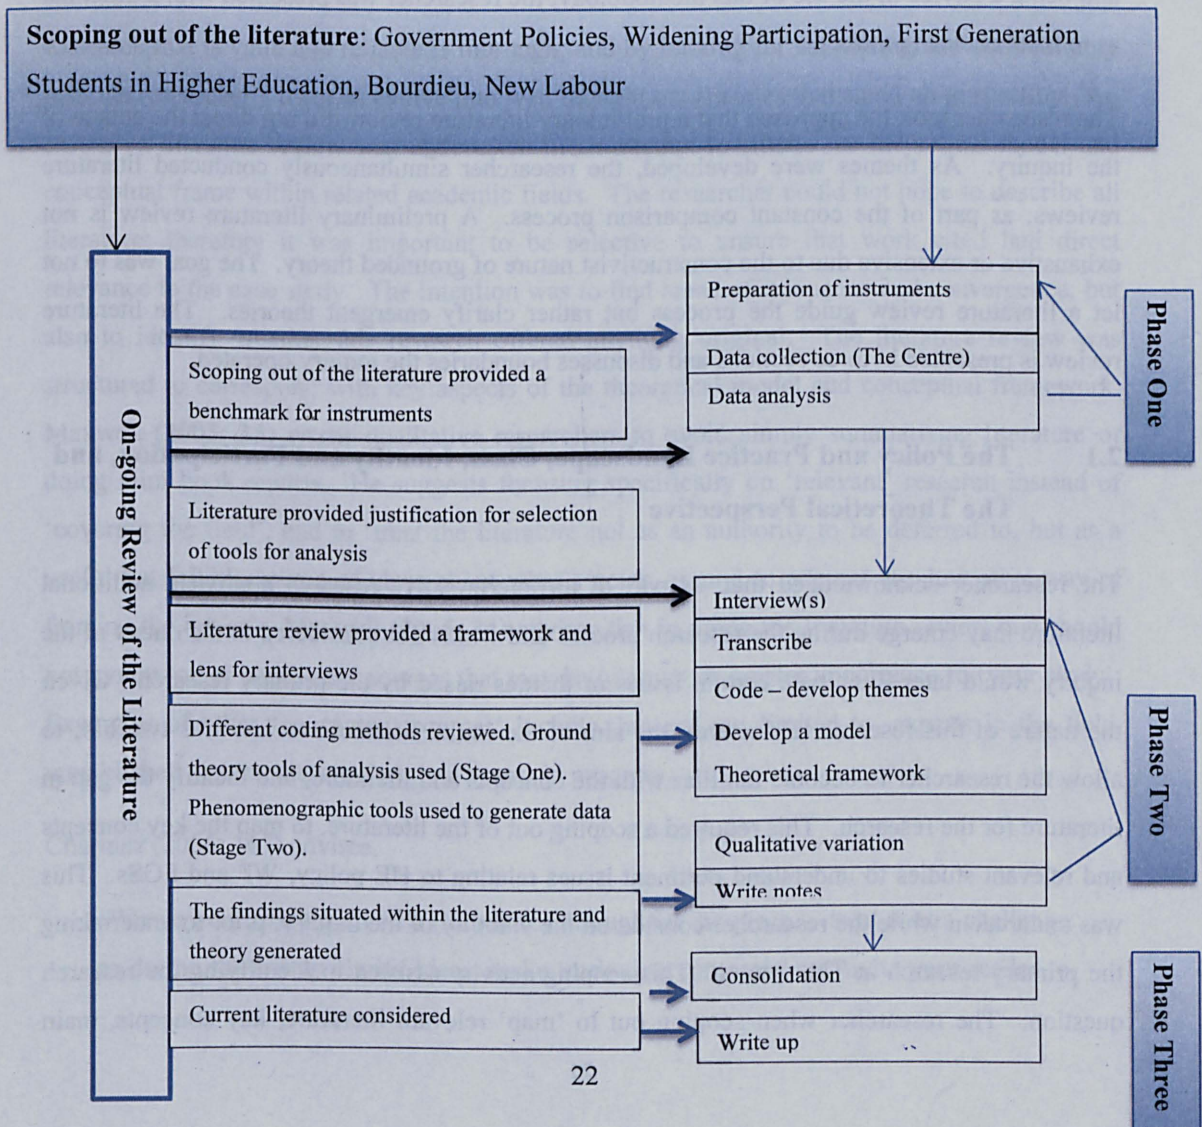 Scoping out of the literature: Government Policies, Widening Participation, First Generation
Students in Higher Education, Bourdieu, New Labour
On-going Review of the Literature
Scoping out of the literature provided a
benchmark for instruments
Literature provided justification for selection
of tools for analysis
Literature review provided a framework and
lens for interviews
Different coding methods reviewed. Ground
theory tools of analysis used (Stage One).
Phenomenographic tools used to generate data
(Stage Two).
The findings situated within the literature and
theory generated
Current literature considered
Preparation of instruments
Data collection (The Centre)
Data analysis
Interview(s)
Transcribe
Code – develop themes
Develop a model
Theoretical framework
Qualitative variation
Write notes
Consolidation
Write up
Phase One
Phase Two
Phase Three
22